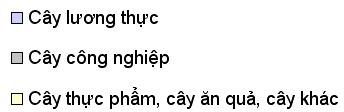 Cây lương thực
Cây công nghiệp
Cây thực phẩm, cây ăn quả, cây khác